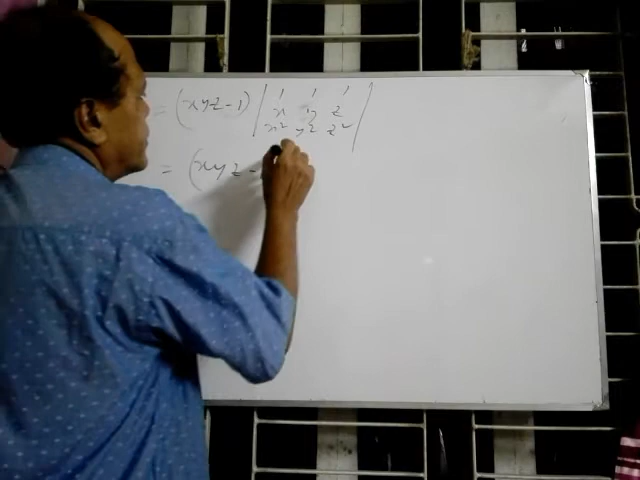 = (xyz-1) | 1 1 1
x y z
x² y² z² |
= (xyz -